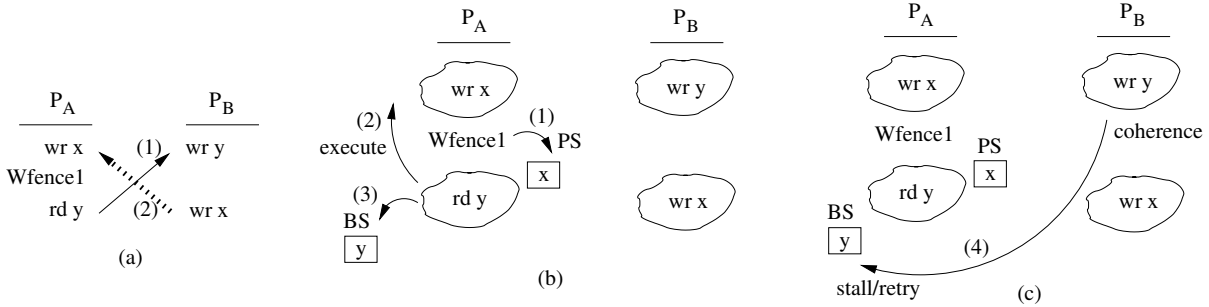 P_A P_B
wr x (1) wr y
Wfence1
rd y (2) wr x
(a)
P_A P_B
wr x wr y
(2) Wfence1 (1) PS
execute
x
(3) rd y wr x
BS
y
(b)
P_A P_B
wr x wr y
Wfence1 coherence
PS
rd y x wr x
BS
y (4)
stall/retry (c)